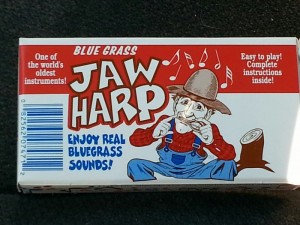 BLUE GRASS
One of
the world's
oldest
instruments!
JAW
HARP
Easy to play!
Complete
instructions
inside!
ENJOY REAL
BLUEGRASS
SOUNDS!